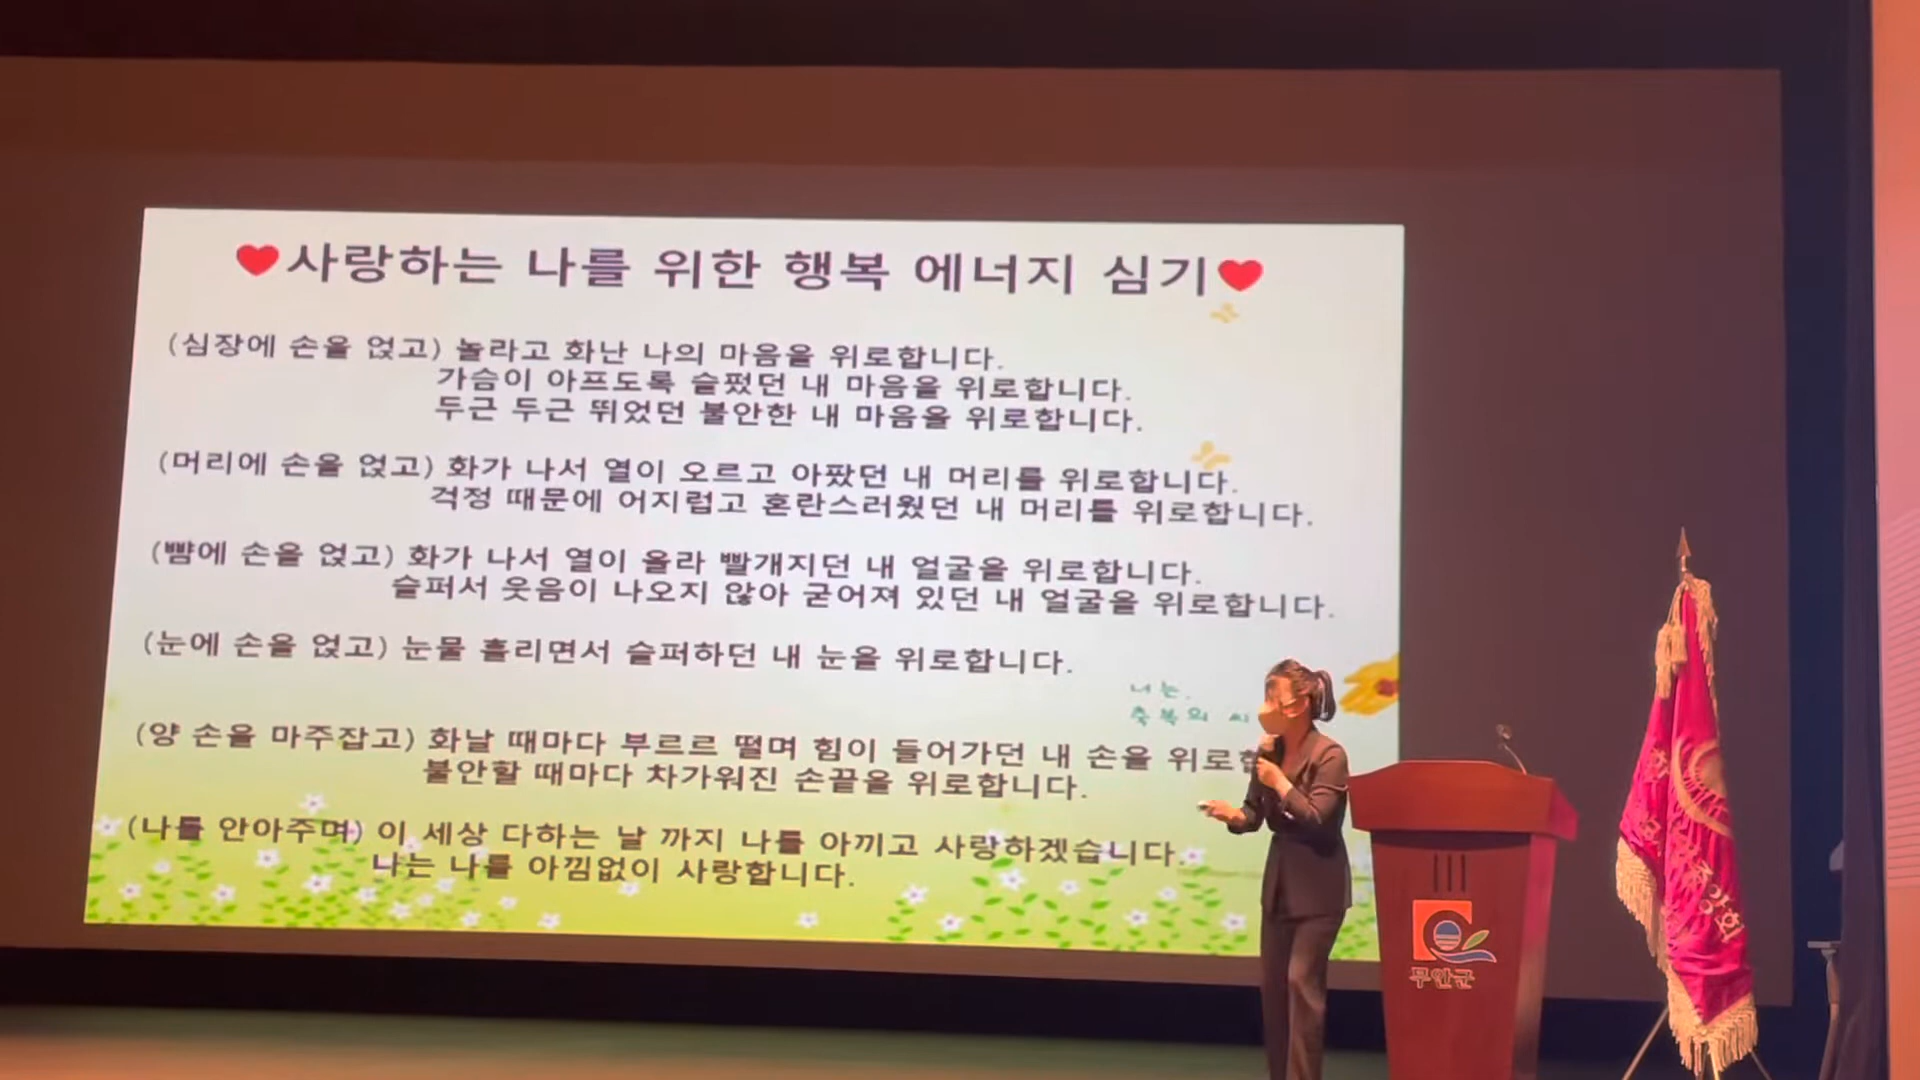 ❤사랑하는 나를 위한 행복 에너지 심기❤
(심장에 손을 얹고) 놀라고 화난 나의 마음을 위로합니다.
가슴이 아프도록 슬펐던 내 마음을 위로합니다.
두근 두근 뛰었던 불안한 내 마음을 위로합니다.
(머리에 손을 얹고) 화가 나서 열이 오르고 아팠던 내 머리를 위로합니다.
걱정 때문에 어지럽고 혼란스러웠던 내 머리를 위로합니다.
(뺨에 손을 얹고) 화가 나서 열이 올라 빨개지던 내 얼굴을 위로합니다.
슬퍼서 웃음이 나오지 않아 굳어져 있던 내 얼굴을 위로합니다.
(눈에 손을 얹고) 눈물 흘리면서 슬퍼하던 내 눈을 위로합니다.
너는.
축복의 씨
(양 손을 마주잡고) 화날 때마다 부르르 떨며 힘이 들어가던 내 손을 위로합
불안할 때마다 차가워진 손끝을 위로합니다.
(나를 안아주며) 이 세상 다하는 날 까지 나를 아끼고 사랑하겠습니다.
나는 나를 아낌없이 사랑합니다.
무안군